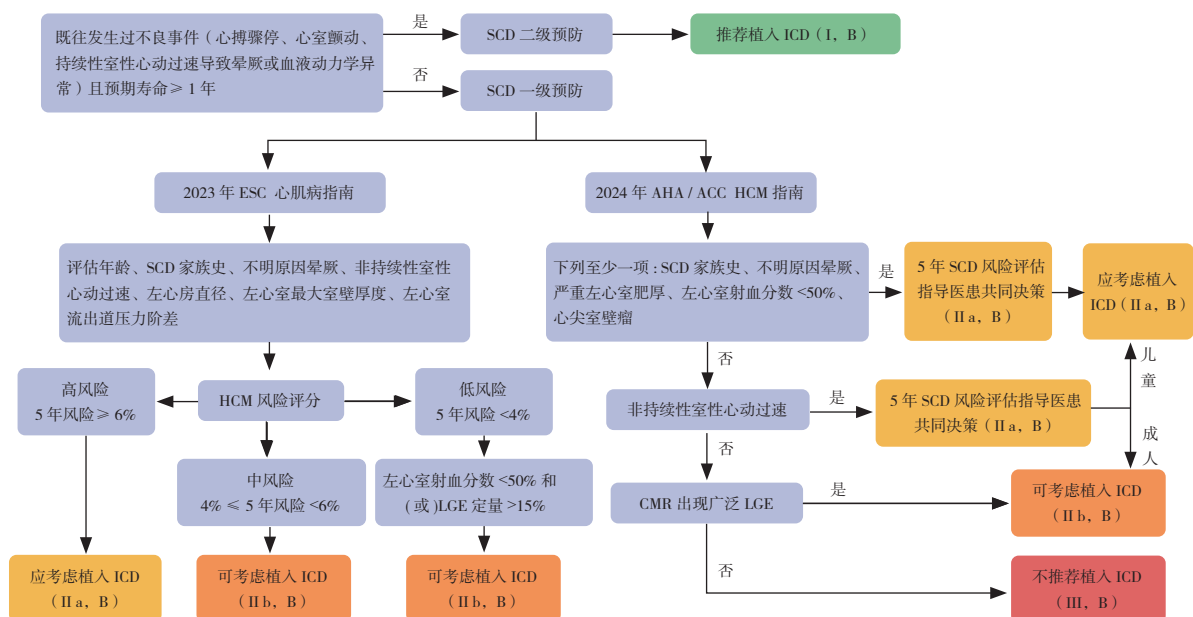 既往发生过不良事件（心搏骤停、心室颤动、
持续性室性心动过速导致晕厥或血液动力学异
常）且预期寿命≥1 年
是
SCD 二级预防
推荐植入 ICD（I，B）
否
SCD 一级预防
2023 年 ESC 心肌病指南
2024 年 AHA / ACC HCM 指南
评估年龄、SCD 家族史、不明原因晕厥、非持续性室性
心动过速、左心房直径、左心室最大室壁厚度、左心室
流出道压力阶差
下列至少一项：SCD 家族史、不明原因晕厥、
严重左心室肥厚、左心室射血分数 <50%、
心尖室壁瘤
是
5 年 SCD 风险评估
指导医患共同决策
（II a，B）
应考虑植入
ICD（II a，B）
高风险
5 年风险≥ 6%
HCM 风险评分
低风险
5 年风险 <4%
否
非持续性室性心动过速
是
5 年 SCD 风险评估指导医患
共同决策（II a，B）
儿童
成人
中风险
4% ≤ 5 年风险 <6%
左心室射血分数 <50% 和
( 或 )LGE 定量 >15%
否
CMR 出现广泛 LGE
是
可考虑植入 ICD
（II b，B）
应考虑植入 ICD
（II a，B）
可考虑植入 ICD
（II b，B）
可考虑植入 ICD
（II b，B）
否
不推荐植入 ICD
（III，B）